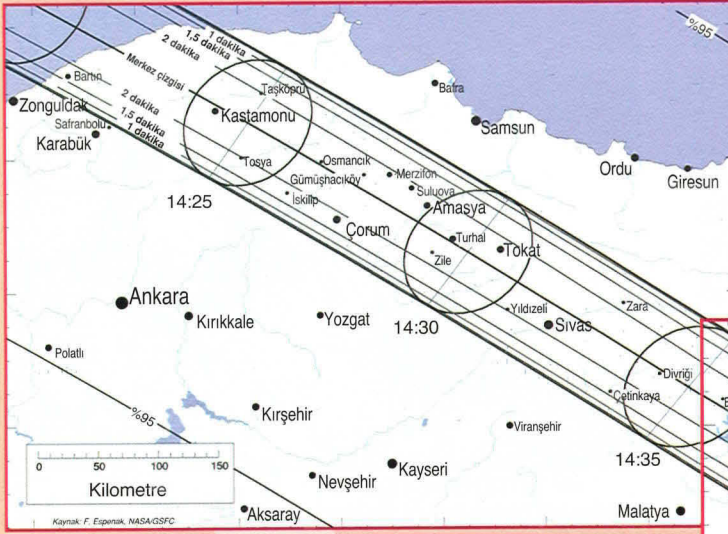 %95
1 dakika
1,5 dakika
2 dakika
Merkez çizgisi
2 dakika
1,5 dakika
1 dakika
Bartın
Zonguldak
Safranbolu
Karabük
Taşköprü
Kastamonu
Tosya
Bafra
Samsun
Ordu
Giresun
Osmancık
Gümüşhacıköy
Merzifon
Suluova
İskilip
Amasya
Çorum
14:25
Turhal
Tokat
Zile
Ankara
Kırıkkale
Yozgat
14:30
Yıldızeli
Sıvas
Zara
Polatlı
Divriği
Çetinkaya
%95
Kırşehir
Viranşehir
14:35
0 50 100 150
Kilometre
Nevşehir
Kayseri
Malatya
Aksaray
Kaynak: F. Espenak, NASA/GSFC